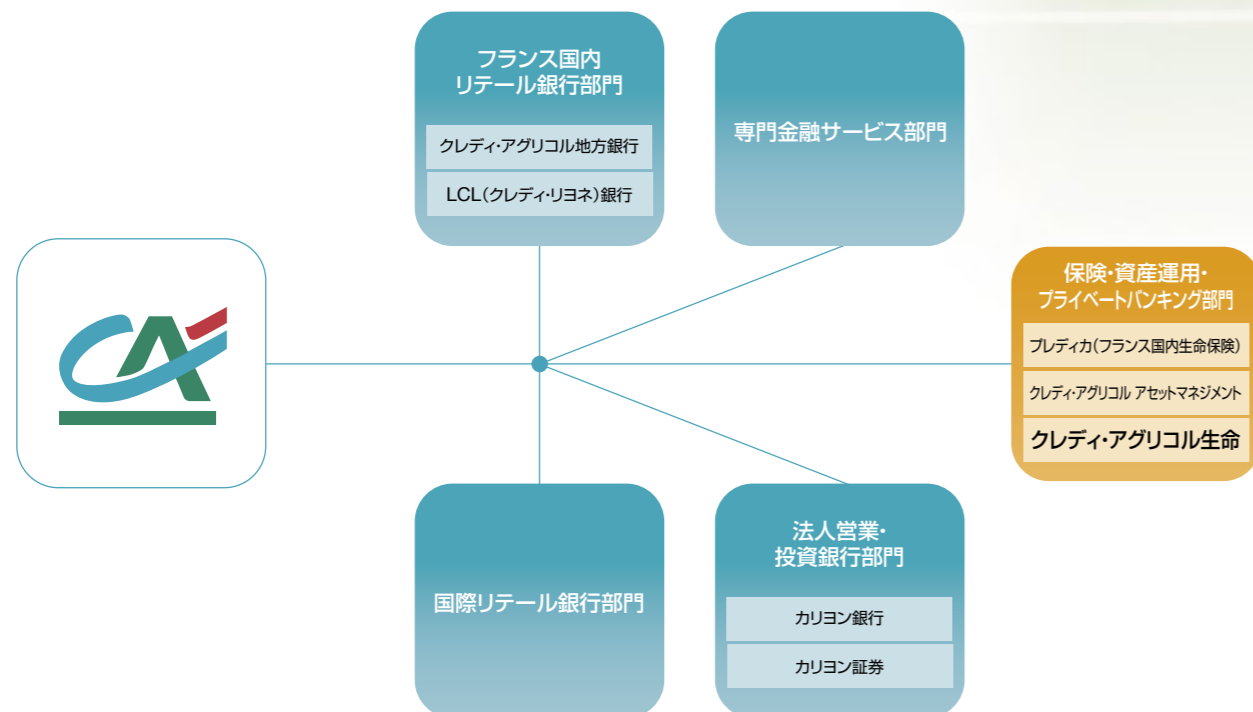 フランス国内
リテール銀行部門
クレディ・アグリコル地方銀行
LCL(クレディ・リヨネ)銀行
専門金融サービス部門
保険・資産運用・
プライベートバンキング部門
プレディカ(フランス国内生命保険)
クレディ・アグリコル アセットマネジメント
クレディ・アグリコル生命
国際リテール銀行部門
法人営業・
投資銀行部門
カリヨン銀行
カリヨン証券